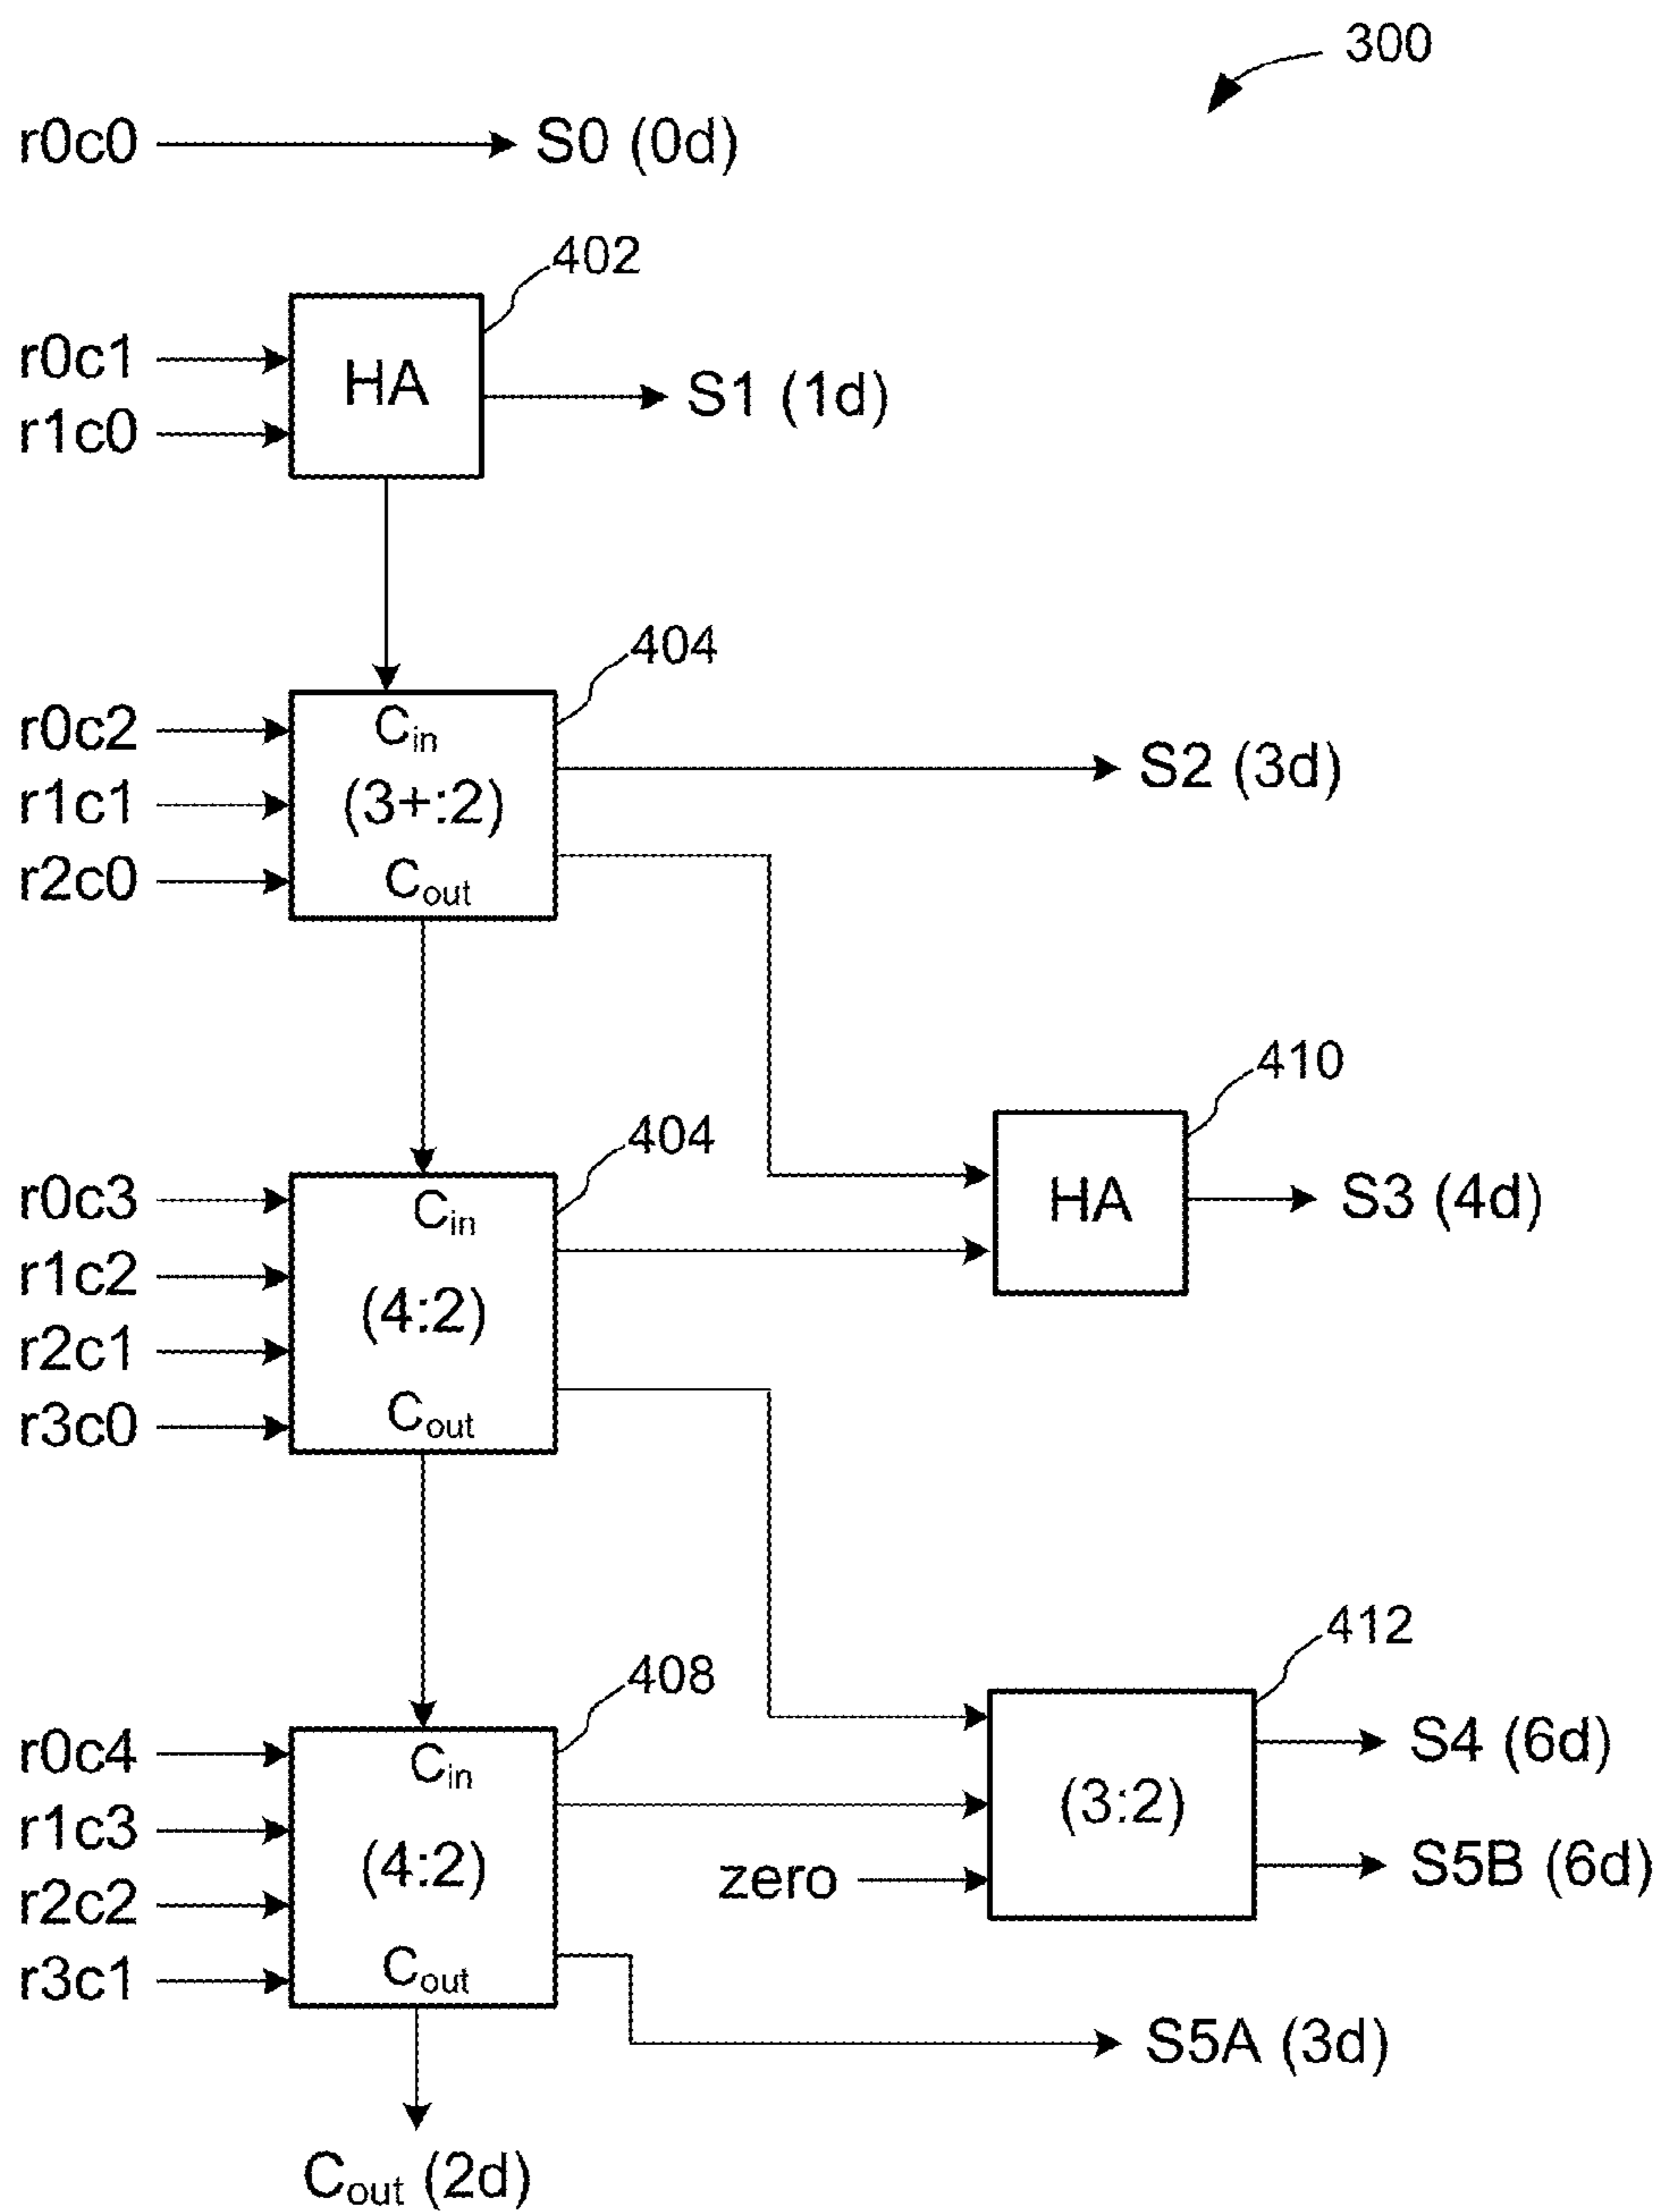 300
r0c0
S0 (0d)
402
r0c1
HA
S1 (1d)
r1c0
404
r0c2
Cin
S2 (3d)
r1c1
(3+:2)
r2c0
Cout
410
404
r0c3
Cin
HA
S3 (4d)
r1c2
(4:2)
r2c1
r3c0
Cout
412
408
r0c4
Cin
S4 (6d)
r1c3
(3:2)
(4:2)
S5B (6d)
r2c2
zero
r3c1
Cout
S5A (3d)
Cout (2d)